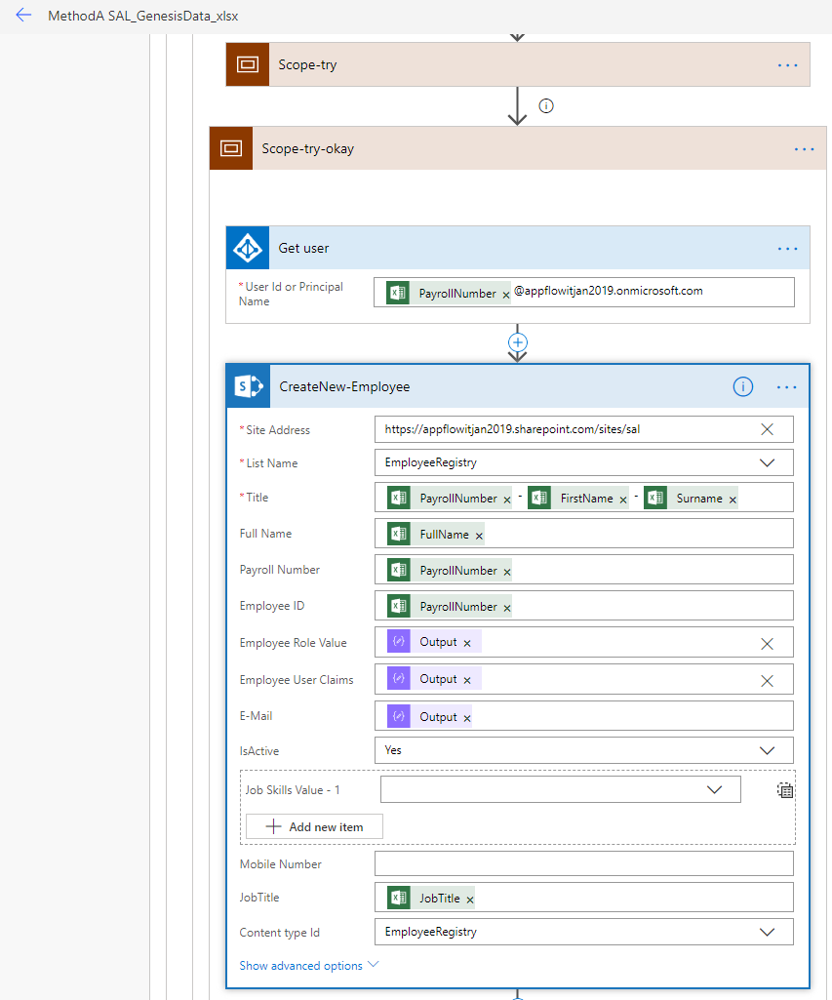 MethodA SAL_GenesisData_xlsx
Scope-try
Scope-try-okay
Get user
* User Id or Principal Name
PayrollNumber × @appflowitjan2019.onmicrosoft.com
CreateNew-Employee
* Site Address
https://appflowitjan2019.sharepoint.com/sites/sal
* List Name
EmployeeRegistry
* Title
PayrollNumber × - FirstName × - Surname ×
Full Name
FullName ×
Payroll Number
PayrollNumber ×
Employee ID
PayrollNumber ×
Employee Role Value
Output ×
Employee User Claims
Output ×
E-Mail
Output ×
IsActive
Yes
Job Skills Value - 1
Add new item
Mobile Number
JobTitle
JobTitle ×
Content type Id
EmployeeRegistry
Show advanced options